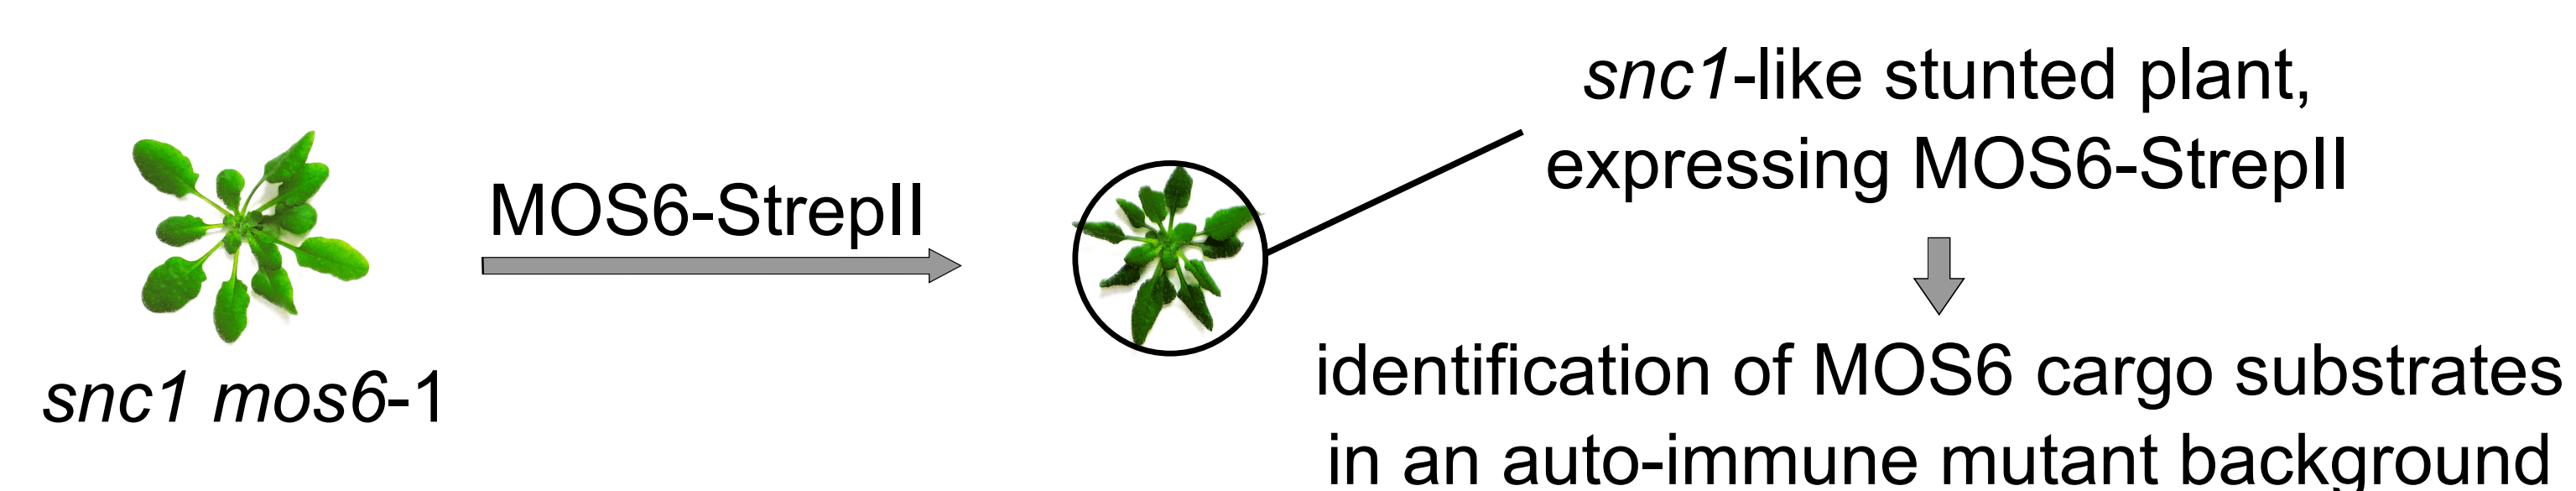 snc1 mos6-1
MOS6-StrepII
snc1-like stunted plant,
expressing MOS6-StrepII
identification of MOS6 cargo substrates
in an auto-immune mutant background